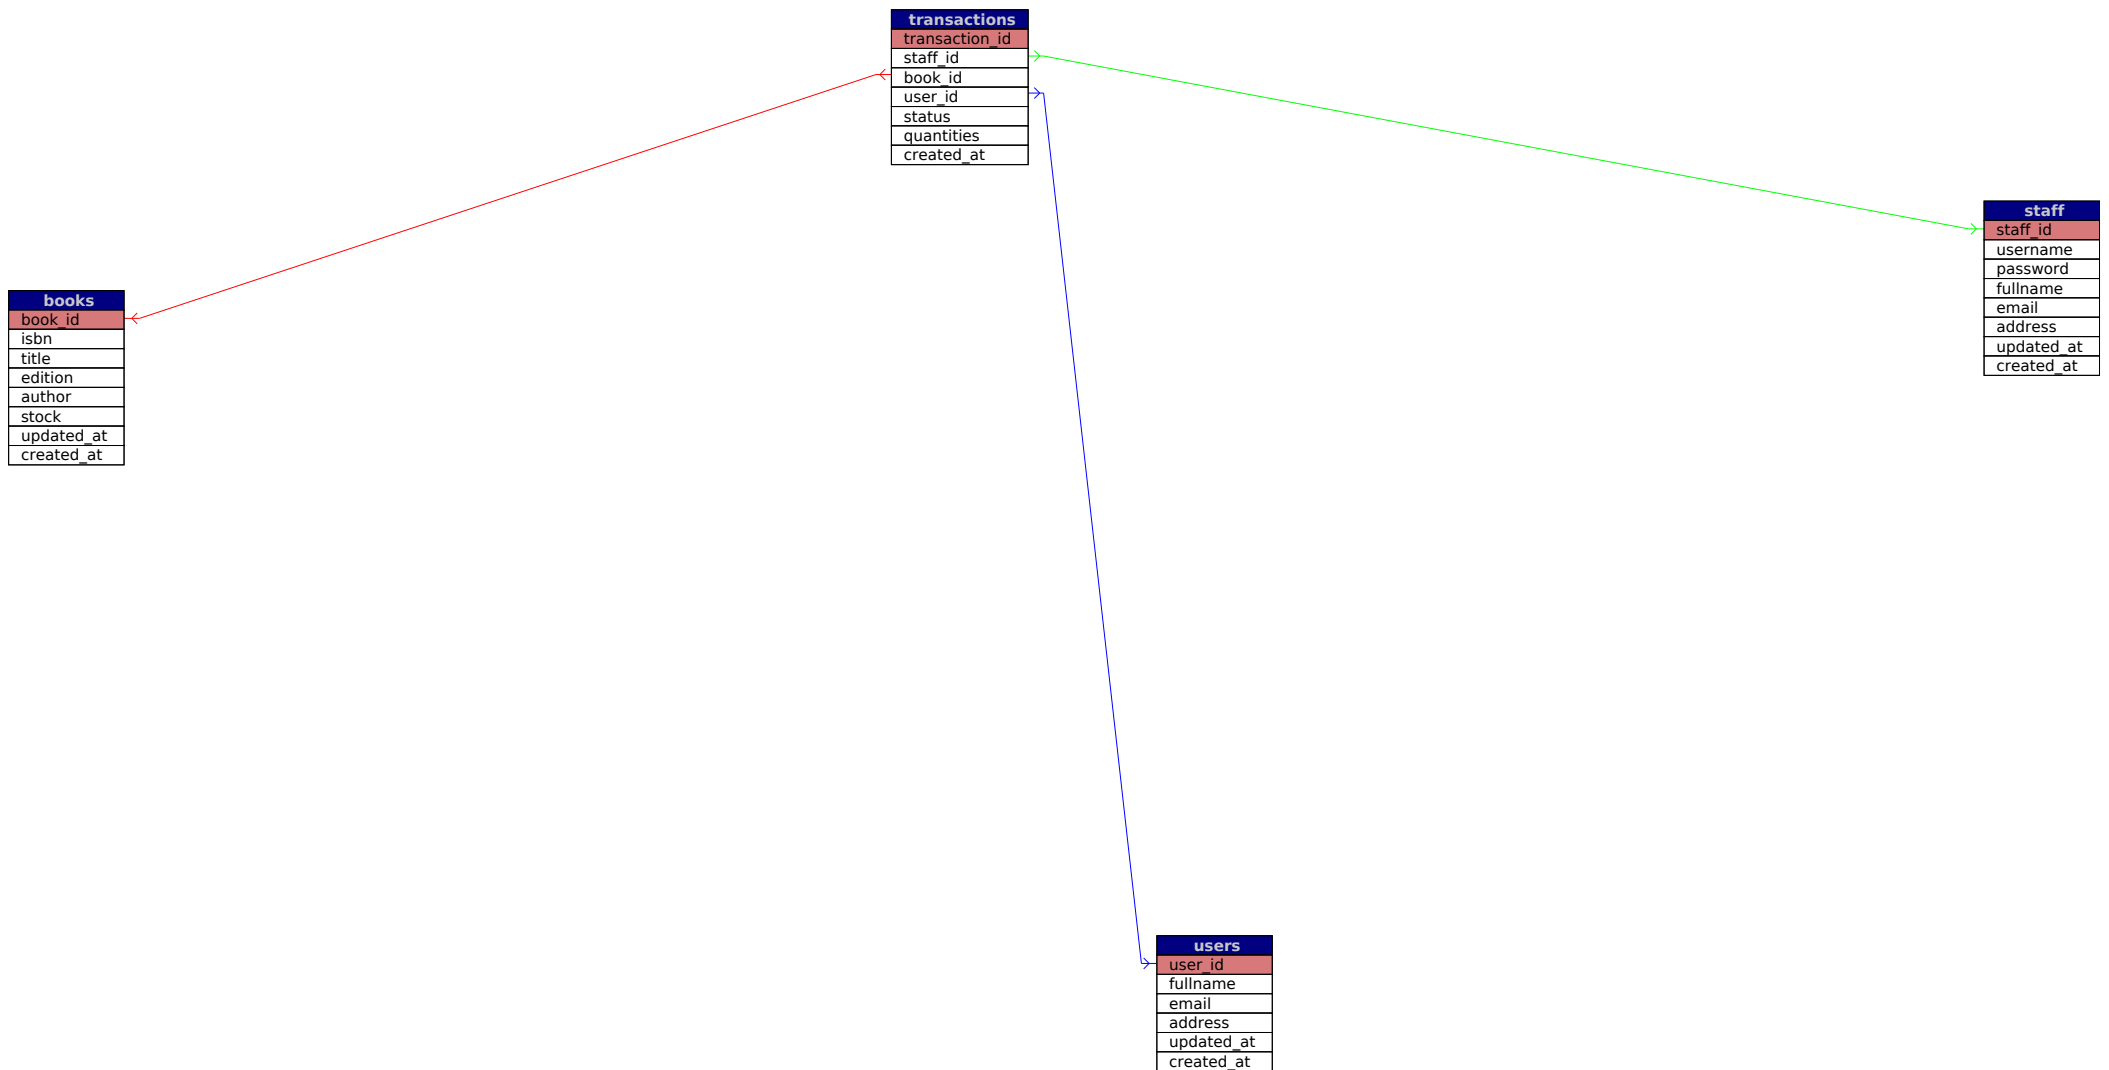 transactions
transaction_id
staff_id
book_id
user_id
status
quantities
created_at
staff
staff_id
username
password
fullname
email
address
updated_at
created_at
books
book_id
isbn
title
edition
author
stock
updated_at
created_at
users
user_id
fullname
email
address
updated_at
created_at